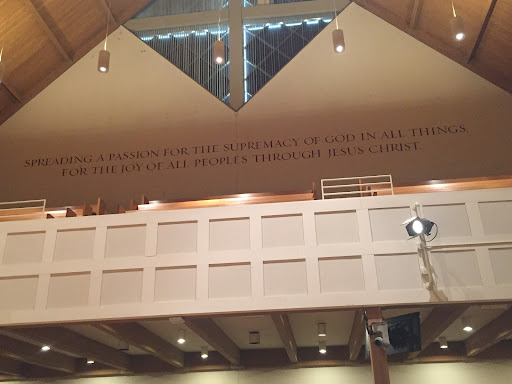 SPREADING A PASSION FOR THE SUPREMACY OF GOD IN ALL THINGS,
FOR THE JOY OF ALL PEOPLES THROUGH JESUS CHRIST.